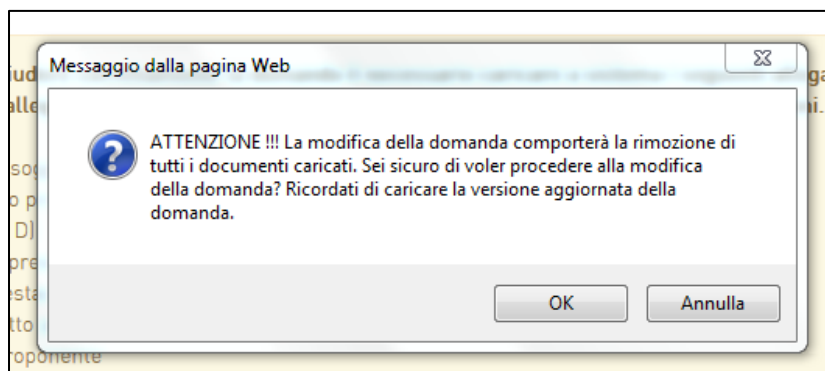 Messaggio dalla pagina Web
ATTENZIONE !!! La modifica della domanda comporterà la rimozione di
tutti i documenti caricati. Sei sicuro di voler procedere alla modifica
della domanda? Ricordati di caricare la versione aggiornata della
domanda.
OK Annulla